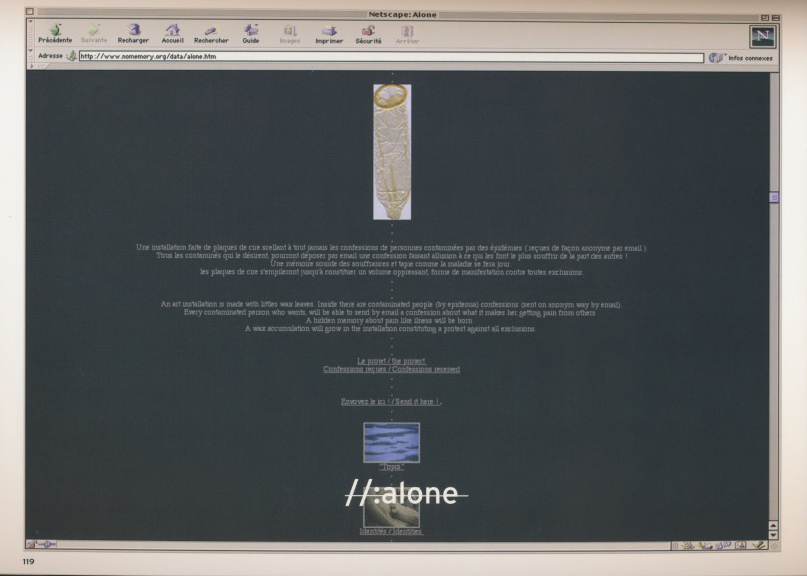 Netscape: Alone
Précédente Suivante Recharger Accueil Rechercher Guide Images Imprimer Sécurité Arrêter
N
Adresse http://www.nomemory.org/data/alone.htm Infos connexes
Une installation faite de plaques de cire scellant à tout jamais les confessions de personnes contaminées par des épidémies ( reçues de façon anonyme par email ).
Tous les contaminés qui le désirent, pourront déposer par email une confession faisant allusion à ce qui les font le plus souffrir de la part des autres !
Une mémoire sourde des souffrances et tapie comme la maladie se fera jour.
les plaques de cire s'empileront jusqu'à constituer un volume oppressant, forme de manifestation contre toutes exclusions.
An art installation is made with littles wax leaves. Inside there are contaminated people (by epidemia) confessions (sent on anonym way by email).
Every contaminated person who wants, will be able to send by email a confession about what it makes her getting pain from others
A hidden memory about pain like illness will be born
A wax accumulation will grow in the installation constituting a protest against all exclusions.
Le projet / the project
Confessions reçues / Confessions received
Envoyez le ici ! / Send it here ! .
"Topics"
//:alone
Identités / Identities
119